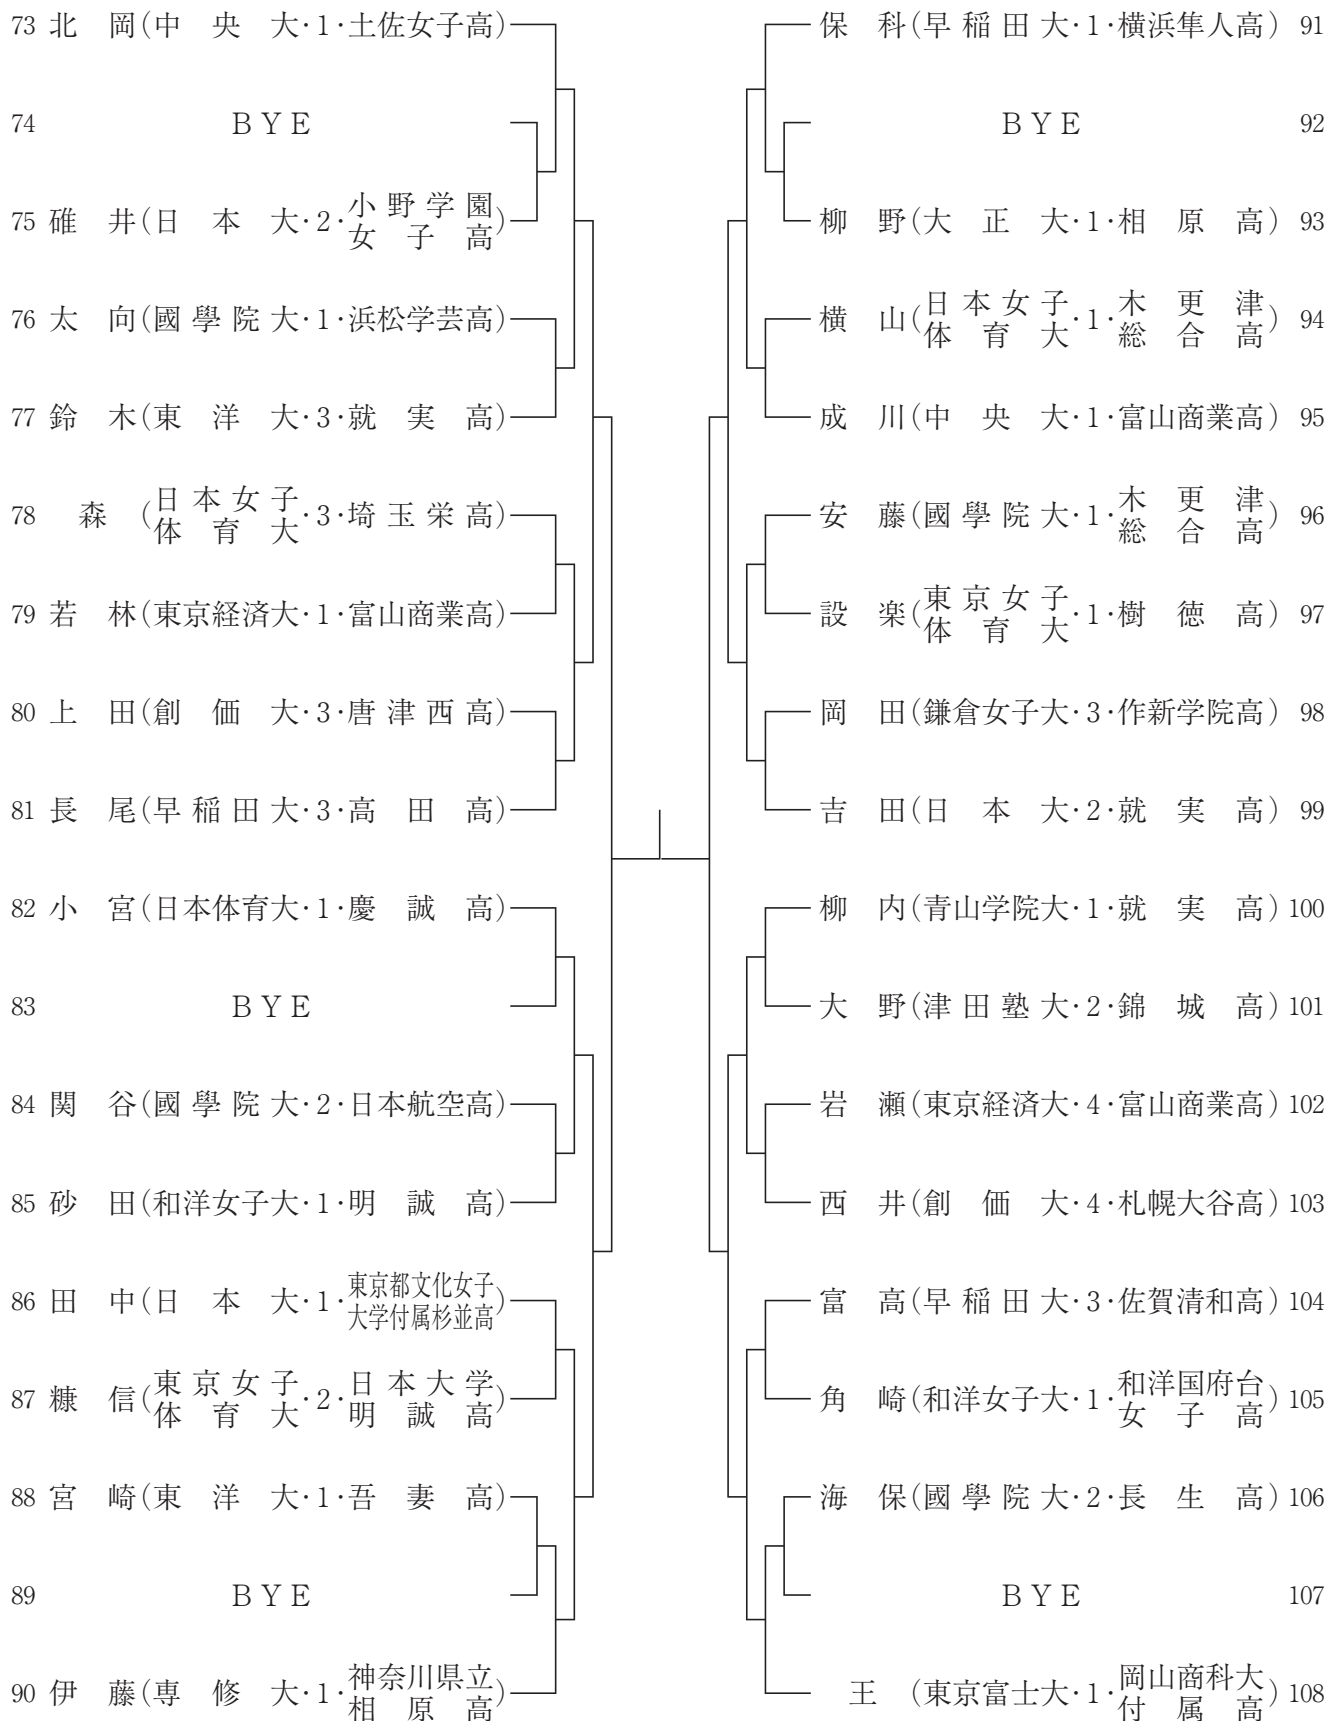 73 北岡(中央大·1·土佐女子高)
74 BYE
75 碓井(日本大·2·小野学園女子高)
76 太向(國學院大·1·浜松学芸高)
77 鈴木(東洋大·3·就実高)
78 森(日本女子体育大·3·埼玉栄高)
79 若林(東京経済大·1·富山商業高)
80 上田(創価大·3·唐津西高)
81 長尾(早稲田大·3·高田高)
82 小宮(日本体育大·1·慶誠高)
83 BYE
84 関谷(國學院大·2·日本航空高)
85 砂田(和洋女子大·1·明誠高)
86 田中(日本大·1·東京都文化女子大学付属杉並高)
87 糠信(東京女子体育大·2·日本大学明誠高)
88 宮崎(東洋大·1·吾妻高)
89 BYE
90 伊藤(専修大·1·神奈川県立相原高)
保科(早稲田大·1·横浜隼人高) 91
BYE 92
柳野(大正大·1·相原高) 93
横山(日本女子体育大·1·木更津総合高) 94
成川(中央大·1·富山商業高) 95
安藤(國學院大·1·木更津総合高) 96
設楽(東京女子体育大·1·樹徳高) 97
岡田(鎌倉女子大·3·作新学院高) 98
吉田(日本大·2·就実高) 99
柳内(青山学院大·1·就実高) 100
大野(津田塾大·2·錦城高) 101
岩瀬(東京経済大·4·富山商業高) 102
西井(創価大·4·札幌大谷高) 103
富高(早稲田大·3·佐賀清和高) 104
角崎(和洋女子大·1·和洋国府台女子高) 105
海保(國學院大·2·長生高) 106
BYE 107
王(東京富士大·1·岡山商科大付属高) 108